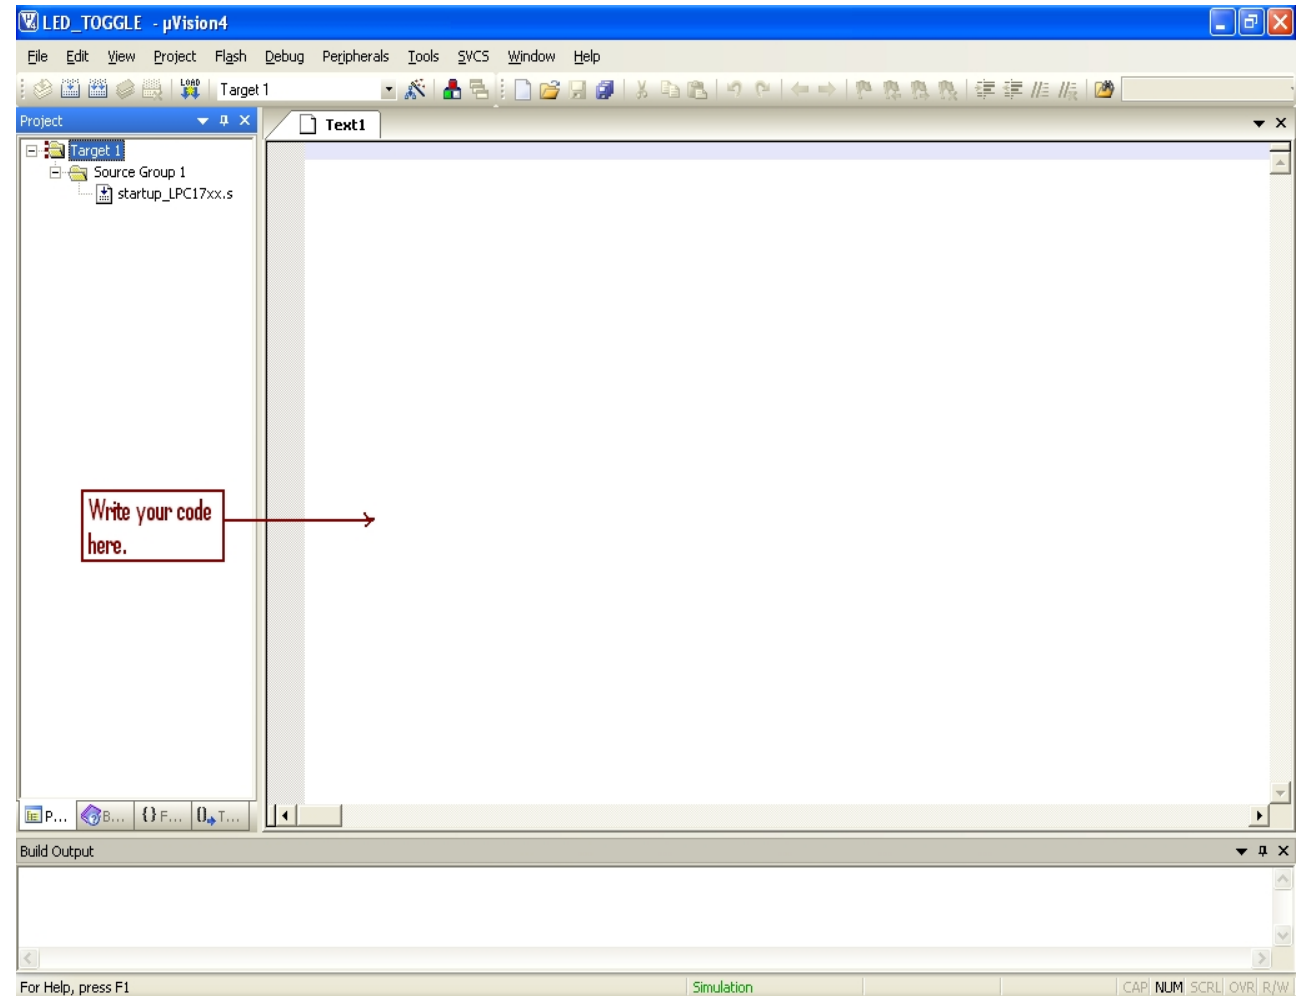 LED_TOGGLE - µVision4
File Edit View Project Flash Debug Peripherals Tools SVCS Window Help
LOAD Target 1
Project
Text1
Target 1
Source Group 1
startup_LPC17xx.s
Write your code
here.
P... B... {} F... 0 T...
Build Output
For Help, press F1 Simulation CAP NUM SCRL OVR R/W